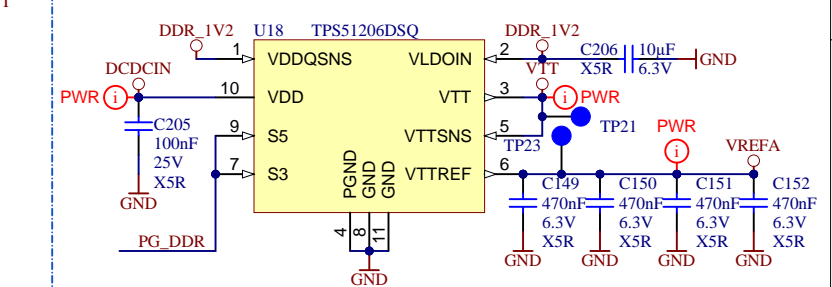 DDR_1V2
U18
TPS51206DSQ
DDR_1V2
1
VDDQSNS
VLDOIN
2
C206
10µF
X5R
6.3V
GND
DCDCIN
VTT
PWR
i
10
VDD
VTT
3
i
PWR
C205
100nF
25V
X5R
GND
9
S5
VTTSNS
5
TP21
TP23
PWR
i
VREFA
7
S3
VTTREF
6
PGND
GND
GND
4
8
11
GND
PG_DDR
C149
470nF
6.3V
X5R
GND
C150
470nF
6.3V
X5R
GND
C151
470nF
6.3V
X5R
GND
C152
470nF
6.3V
X5R
GND